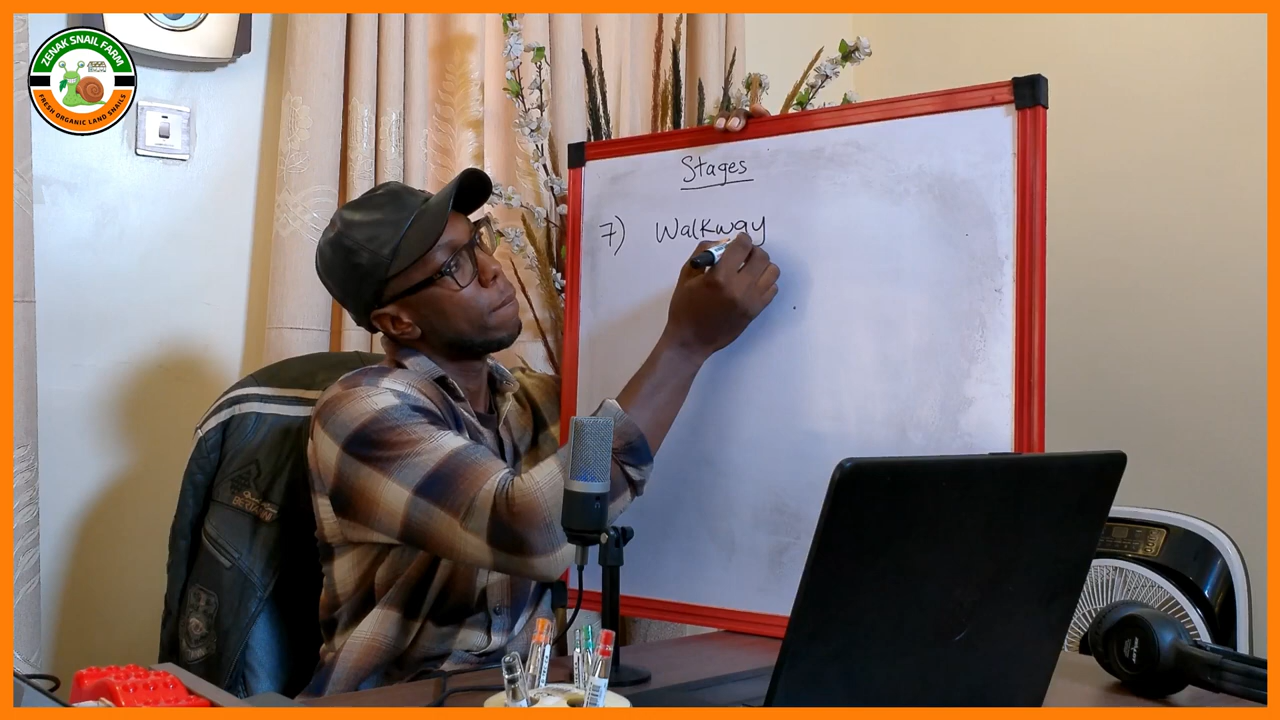 ZENAK SNAIL FARM
FRESH ORGANIC LAND SNAILS
Stages
7) Walkway